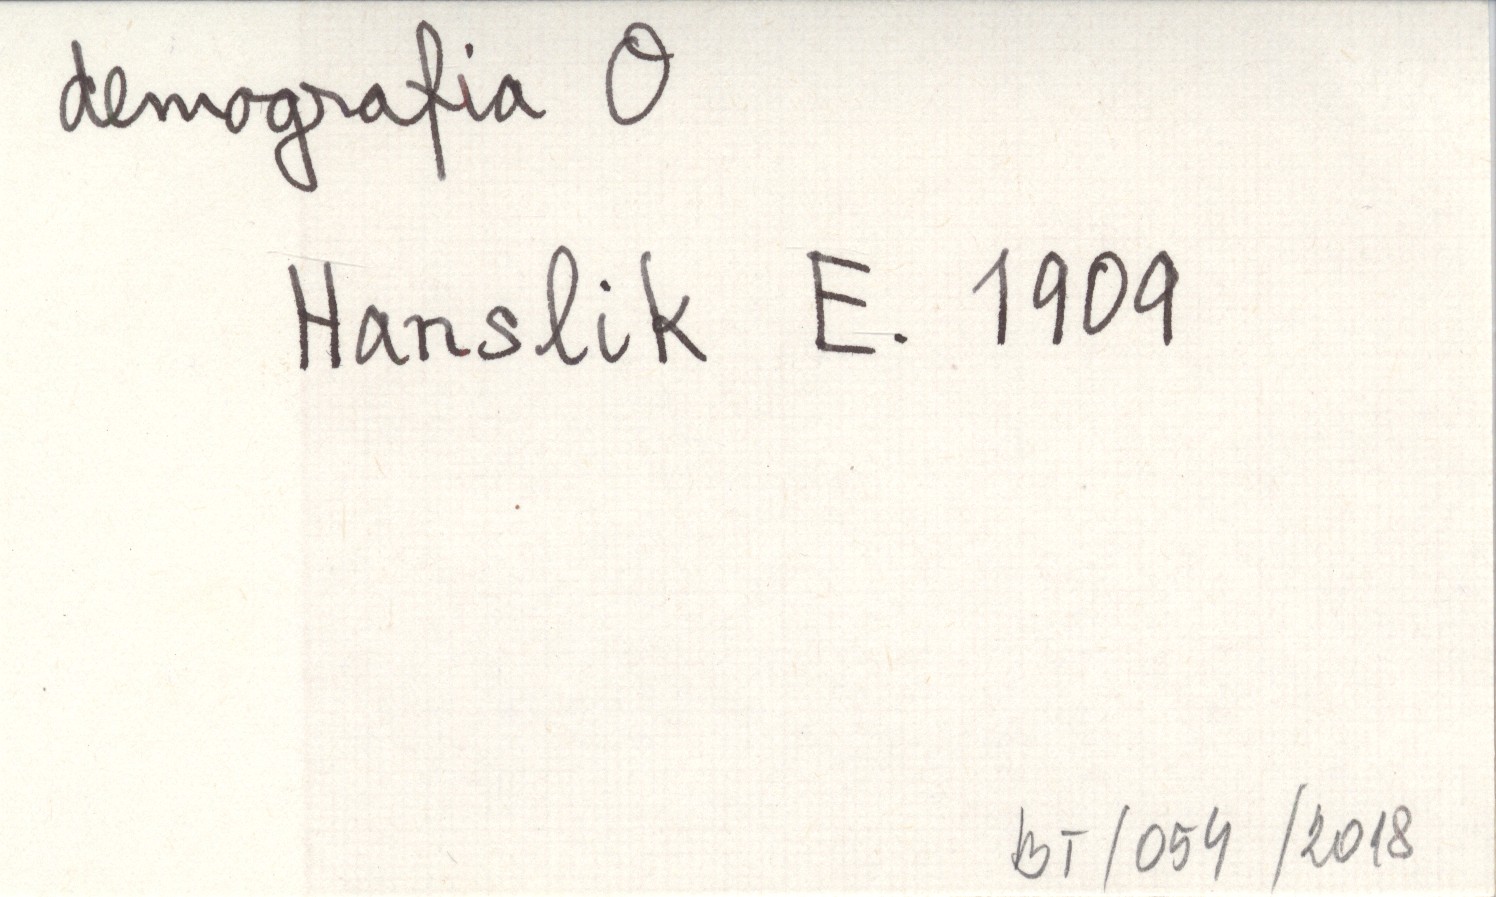 demografia O
Hanslik E. 1909
BT/054/2018